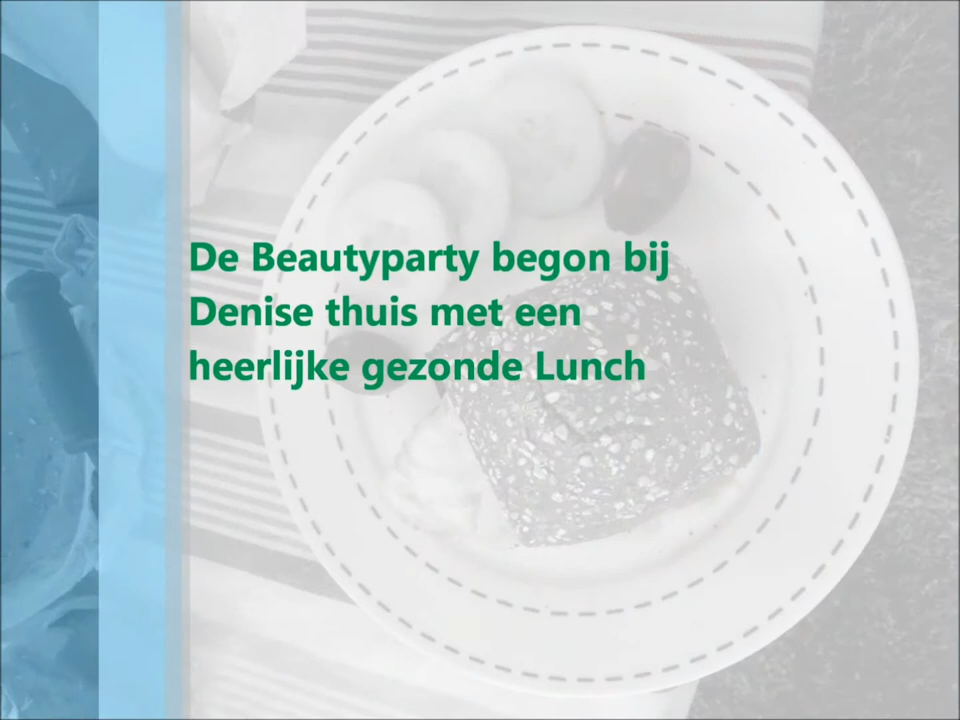 De Beautyparty begon bij
Denise thuis met een
heerlijke gezonde Lunch